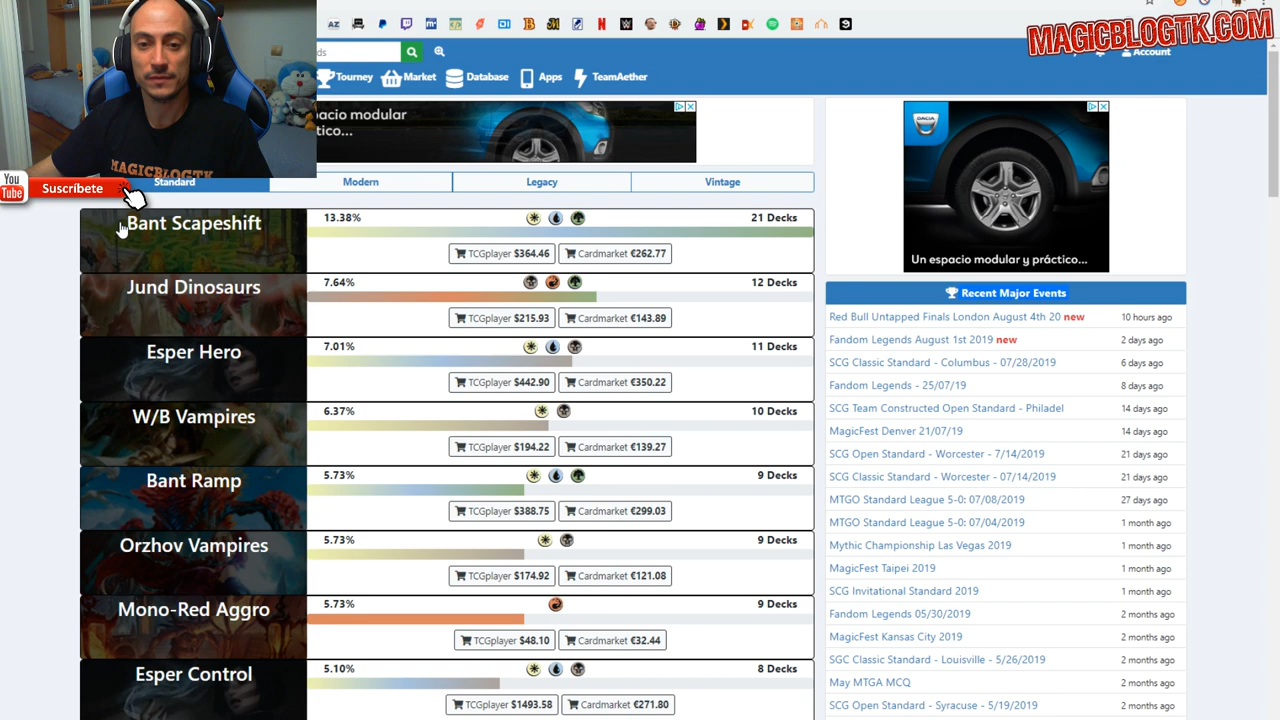 MAGICBLOGTK.COM
AZ
ds
Account
Tourney
Market
Database
Apps
TeamAether
espacio modular
tico...
DACIA
Un espacio modular y práctico...
MAGICBLOGTK
You
Tube
Suscríbete
Standard
Modern
Legacy
Vintage
Bant Scapeshift
13.38%
21 Decks
TCGplayer $364.46
Cardmarket €262.77
Jund Dinosaurs
7.64%
12 Decks
TCGplayer $215.93
Cardmarket €143.89
Esper Hero
7.01%
11 Decks
TCGplayer $442.90
Cardmarket €350.22
W/B Vampires
6.37%
10 Decks
TCGplayer $194.22
Cardmarket €139.27
Bant Ramp
5.73%
9 Decks
TCGplayer $388.75
Cardmarket €299.03
Orzhov Vampires
5.73%
9 Decks
TCGplayer $174.92
Cardmarket €121.08
Mono-Red Aggro
5.73%
9 Decks
TCGplayer $48.10
Cardmarket €32.44
Esper Control
5.10%
8 Decks
TCGplayer $1493.58
Cardmarket €271.80
Recent Major Events
Red Bull Untapped Finals London August 4th 20 new 10 hours ago
Fandom Legends August 1st 2019 new 2 days ago
SCG Classic Standard - Columbus - 07/28/2019 6 days ago
Fandom Legends - 25/07/19 8 days ago
SCG Team Constructed Open Standard - Philadel 14 days ago
MagicFest Denver 21/07/19 14 days ago
SCG Open Standard - Worcester - 7/14/2019 21 days ago
SCG Classic Standard - Worcester - 07/14/2019 21 days ago
MTGO Standard League 5-0: 07/08/2019 27 days ago
MTGO Standard League 5-0: 07/04/2019 1 month ago
Mythic Championship Las Vegas 2019 1 month ago
MagicFest Taipei 2019 1 month ago
SCG Invitational Standard 2019 1 month ago
Fandom Legends 05/30/2019 2 months ago
MagicFest Kansas City 2019 2 months ago
SGC Classic Standard - Louisville - 5/26/2019 2 months ago
May MTGA MCQ 2 months ago
SCG Open Standard - Syracuse - 5/19/2019 2 months ago